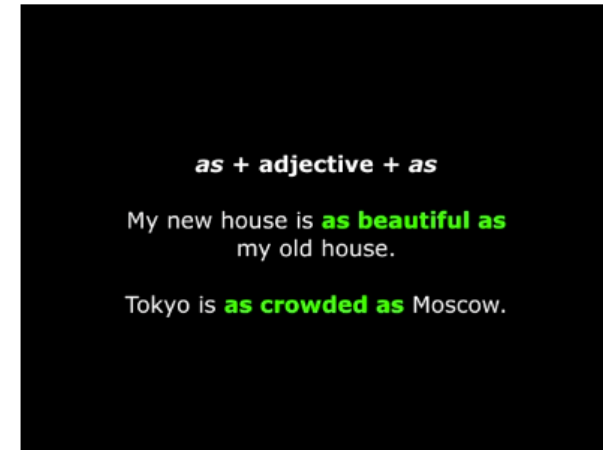 as + adjective + as
My new house is as beautiful as
my old house.
Tokyo is as crowded as Moscow.